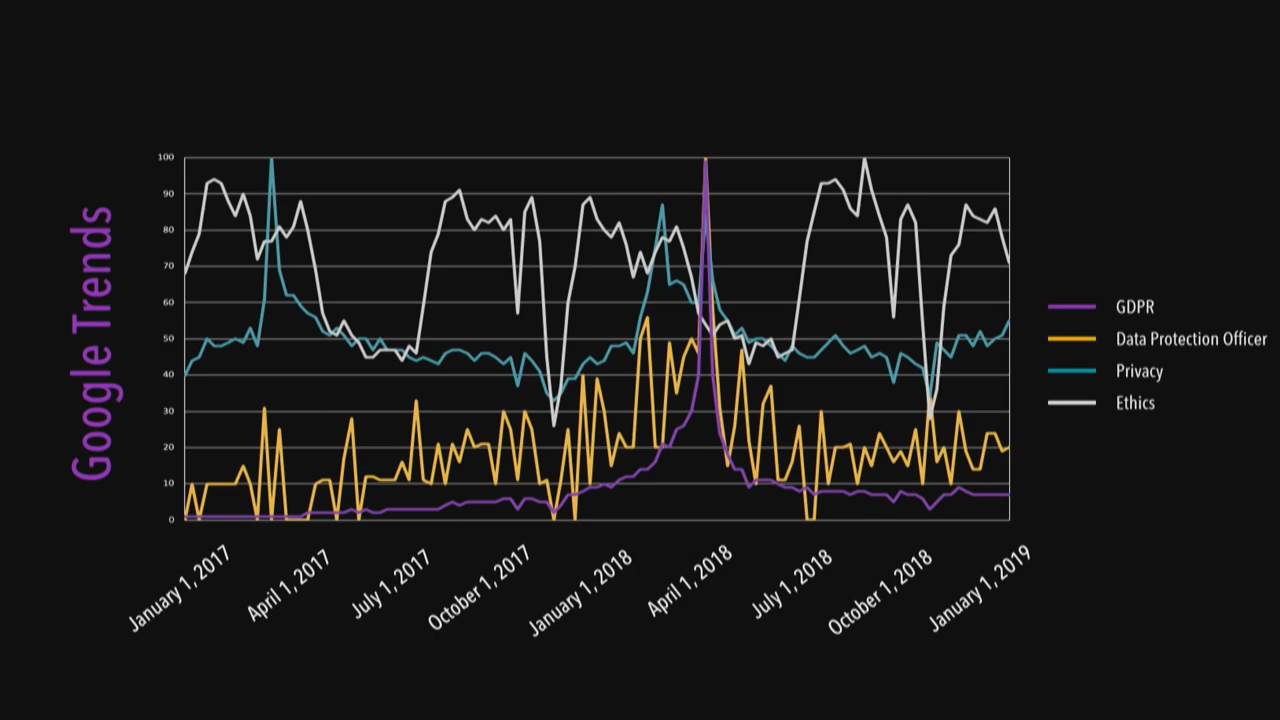 Google Trends
100
90
80
70
60
50
40
30
20
10
0
January 1, 2017
April 1, 2017
July 1, 2017
October 1, 2017
January 1, 2018
April 1, 2018
July 1, 2018
October 1, 2018
January 1, 2019
GDPR
Data Protection Officer
Privacy
Ethics